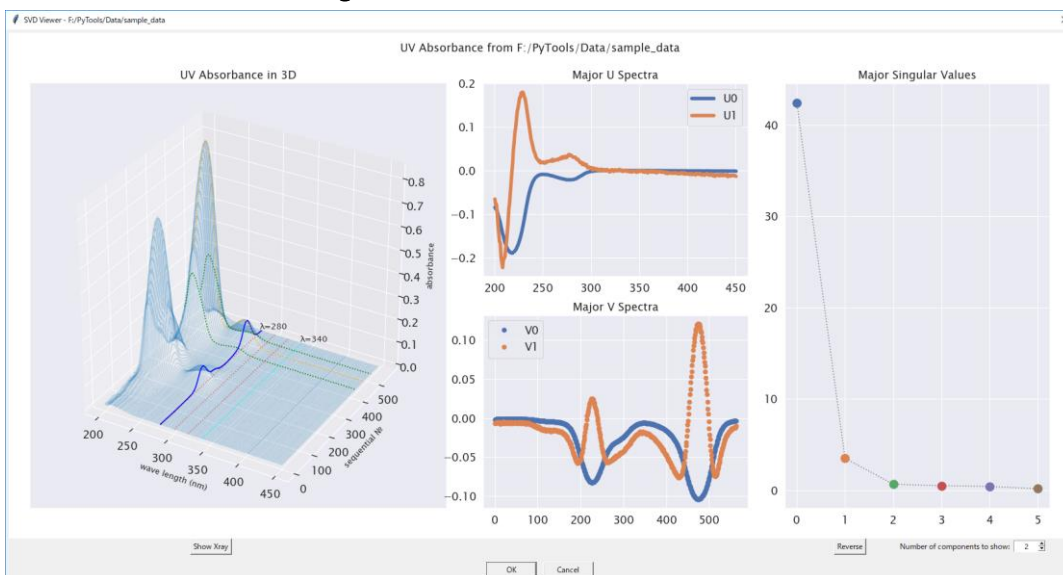 SVD Viewer - F:/PyTools/Data/sample_data
UV Absorbance from F:/PyTools/Data/sample_data
UV Absorbance in 3D
0.8
0.7
0.6
0.5
0.4
0.3
0.2
0.1
0.0
absorbance
λ=280
λ=340
200
250
300
350
400
450
wave length (nm)
0
100
200
300
400
500
sequential №
Major U Spectra
U0
U1
0.2
0.1
0.0
−0.1
−0.2
200 250 300 350 400 450
Major V Spectra
V0
V1
0.10
0.05
0.00
−0.05
−0.10
0 100 200 300 400 500
Major Singular Values
40
30
20
10
0
0 1 2 3 4 5
Show Xray
Reverse
Number of components to show: 2
OK Cancel